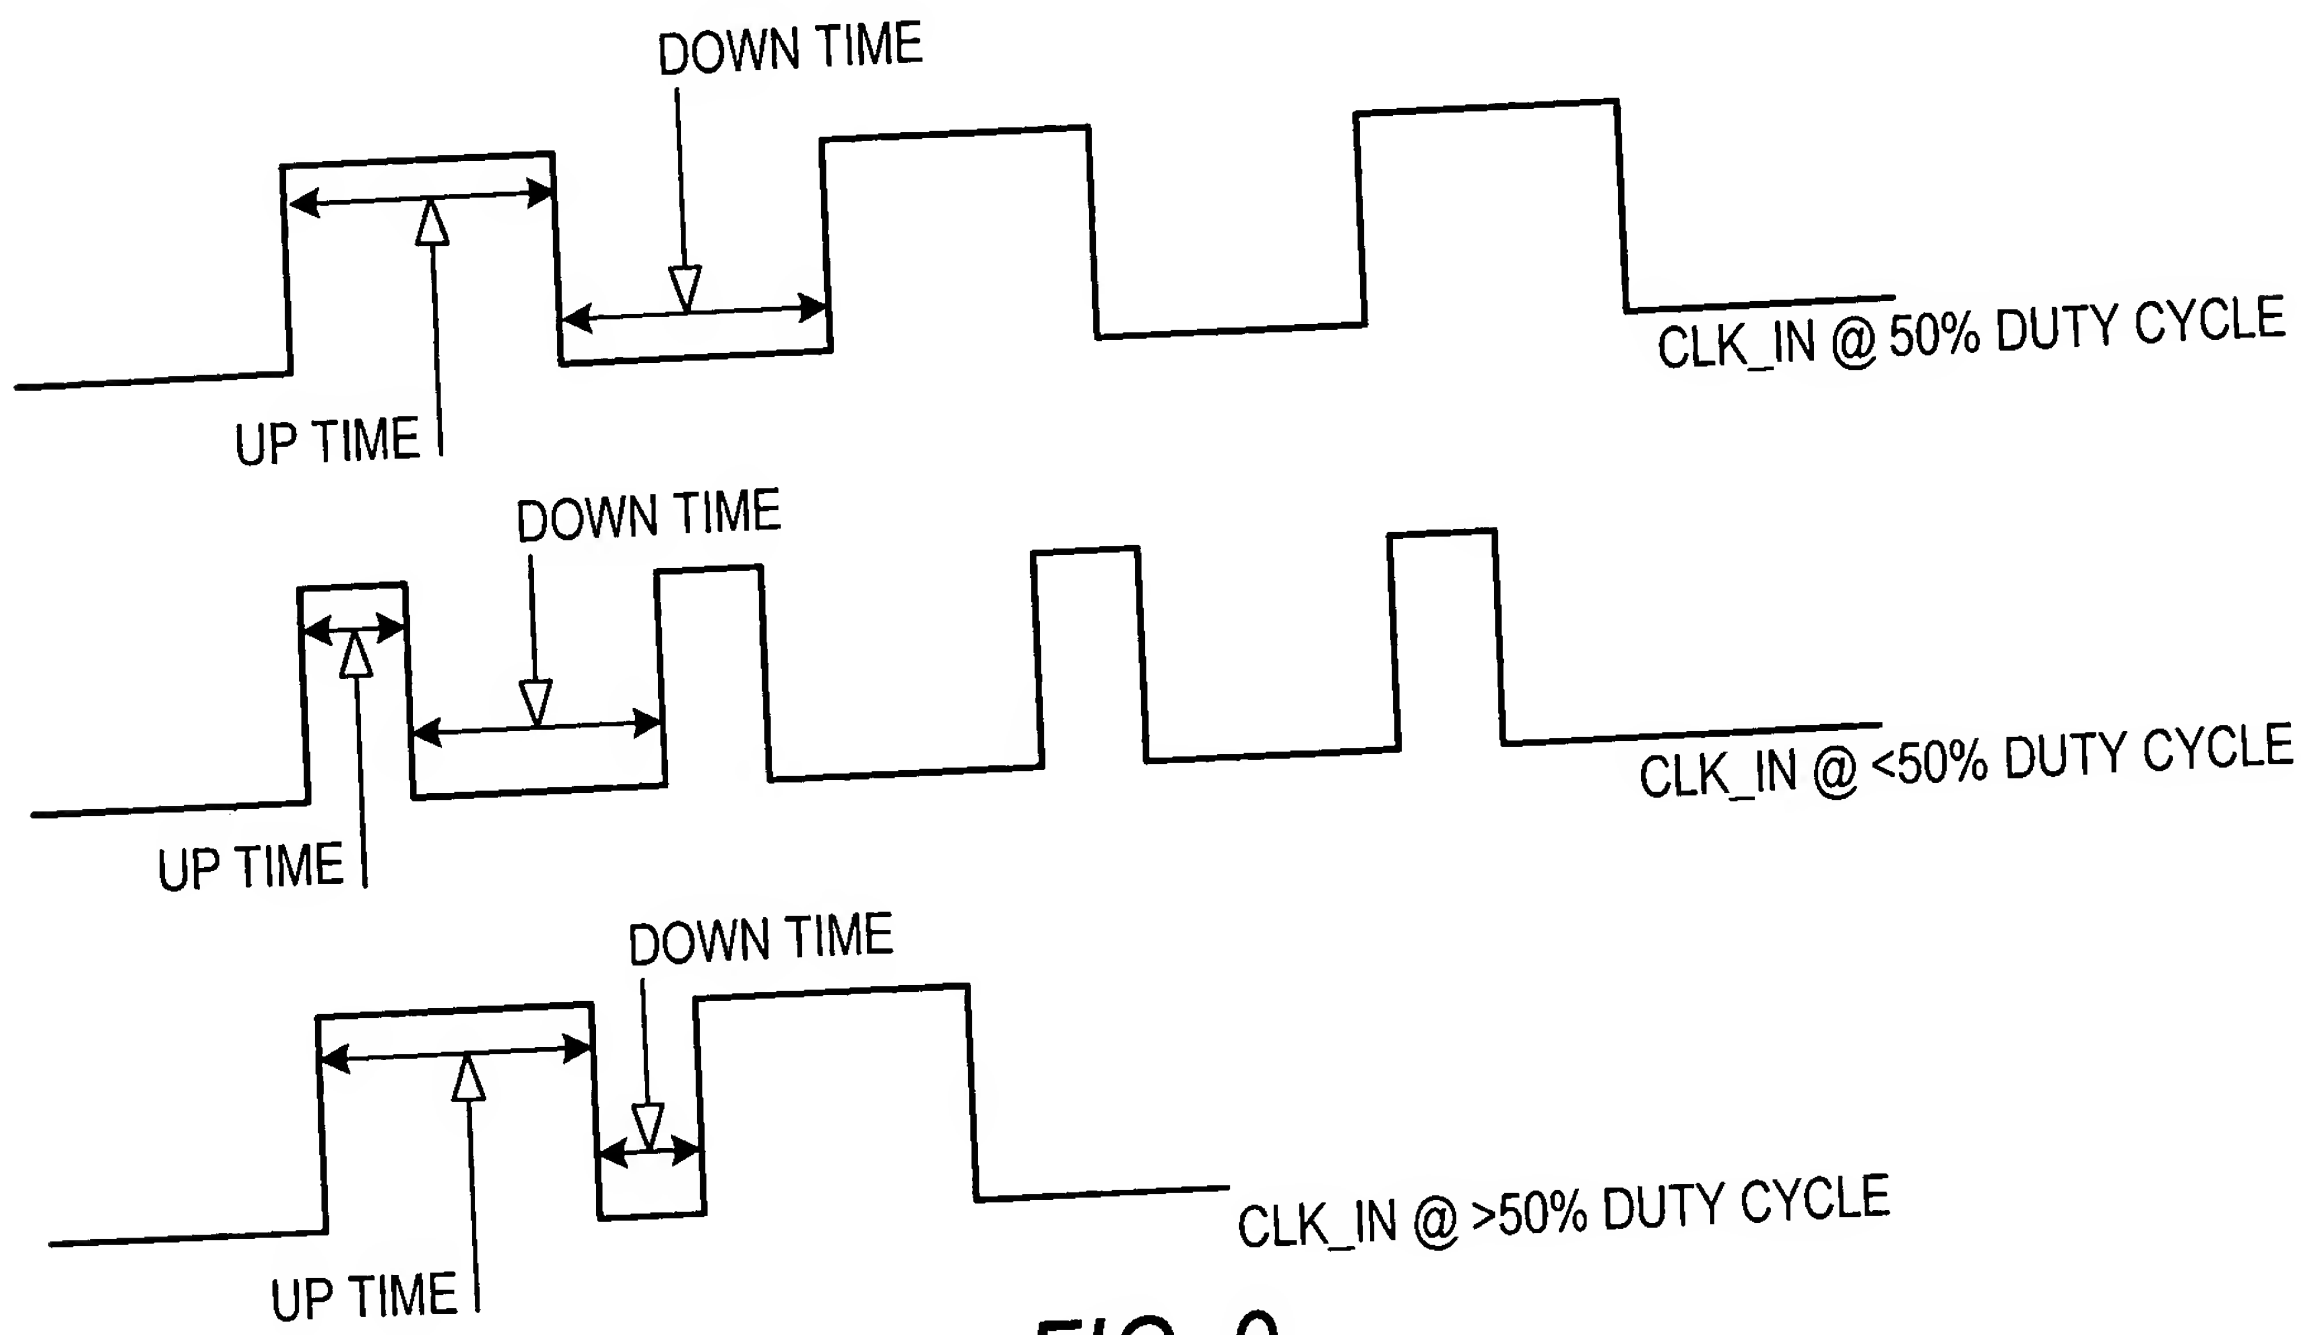 DOWN TIME
CLK_IN @ 50% DUTY CYCLE
UP TIME
DOWN TIME
CLK_IN @ <50% DUTY CYCLE
UP TIME
DOWN TIME
CLK_IN @ >50% DUTY CYCLE
UP TIME
FIG.